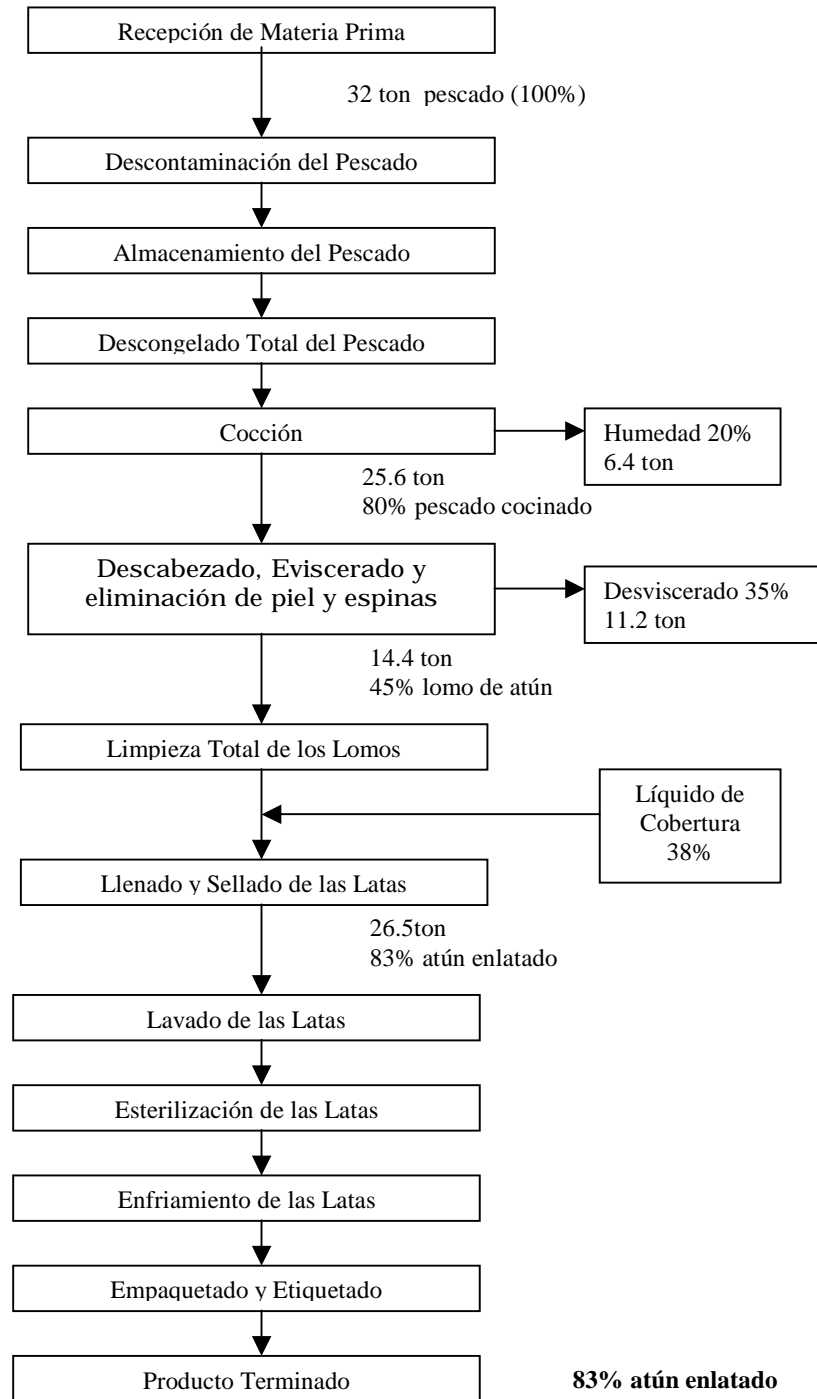 Recepción de Materia Prima
32 ton pescado (100%)
Descontaminación del Pescado
Almacenamiento del Pescado
Descongelado Total del Pescado
Cocción
Humedad 20%
6.4 ton
25.6 ton
80% pescado cocinado
Descabezado, Eviscerado y
eliminación de piel y espinas
Desviscerado 35%
11.2 ton
14.4 ton
45% lomo de atún
Limpieza Total de los Lomos
Líquido de
Cobertura
38%
Llenado y Sellado de las Latas
26.5ton
83% atún enlatado
Lavado de las Latas
Esterilización de las Latas
Enfriamiento de las Latas
Empaquetado y Etiquetado
Producto Terminado
83% atún enlatado